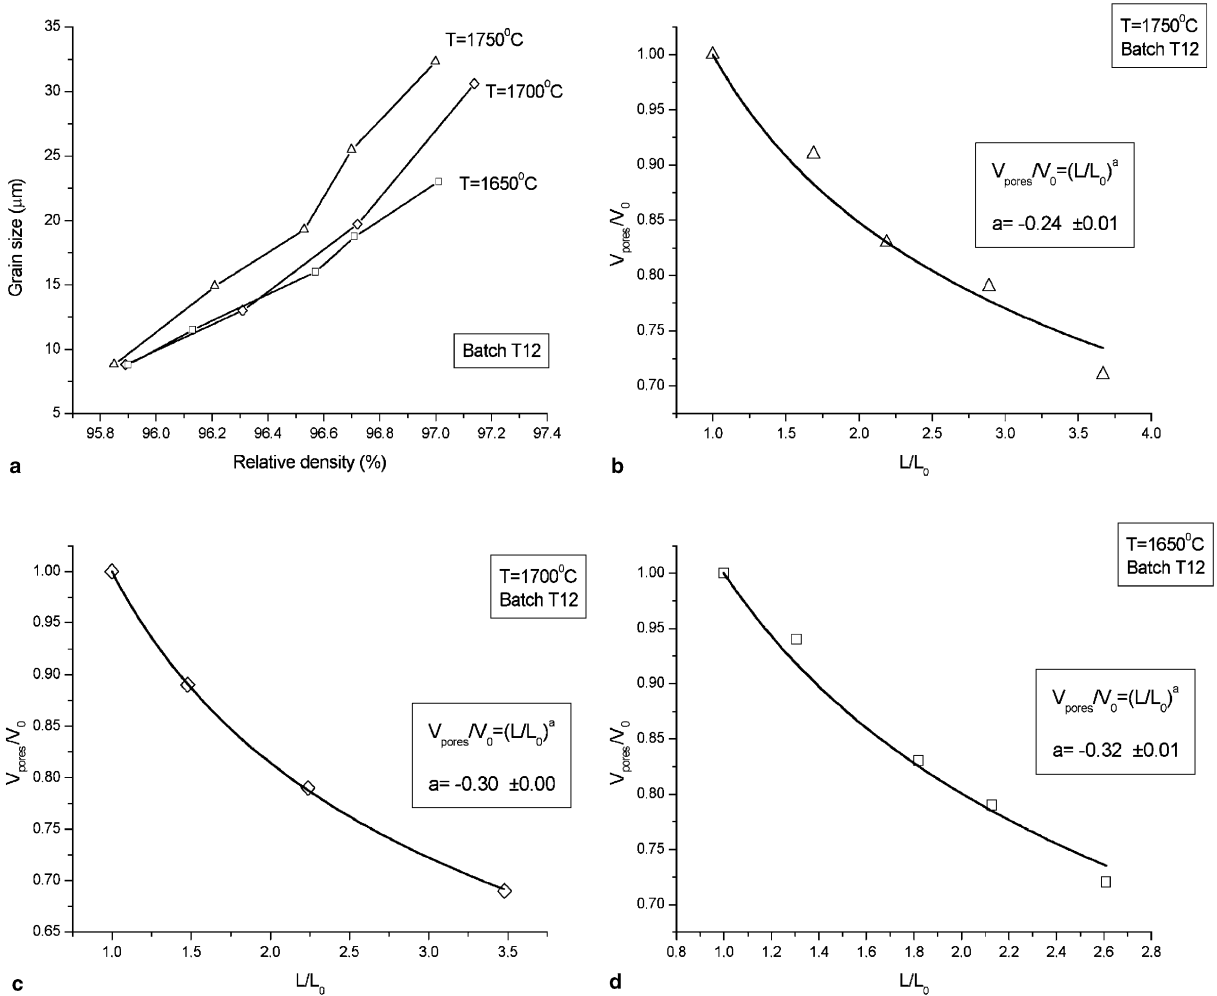 35
30
25
20
15
10
5
Grain size (μm)
T=1750⁰C
T=1700⁰C
T=1650⁰C
Batch T12
95.8 96.0 96.2 96.4 96.6 96.8 97.0 97.2 97.4
Relative density (%)
a
T=1750⁰C
Batch T12
1.00
0.95
0.90
0.85
0.80
0.75
0.70
V_pores/V_0
V_pores/V_0=(L/L_0)^a
a= -0.24 ±0.01
1.0 1.5 2.0 2.5 3.0 3.5 4.0
L/L_0
b
T=1700⁰C
Batch T12
1.00
0.95
0.90
0.85
0.80
0.75
0.70
0.65
V_pores/V_0
V_pores/V_0=(L/L_0)^a
a= -0.30 ±0.00
1.0 1.5 2.0 2.5 3.0 3.5
L/L_0
c
T=1650⁰C
Batch T12
1.00
0.95
0.90
0.85
0.80
0.75
0.70
V_pores/V_0
V_pores/V_0=(L/L_0)^a
a= -0.32 ±0.01
0.8 1.0 1.2 1.4 1.6 1.8 2.0 2.2 2.4 2.6 2.8
L/L_0
d